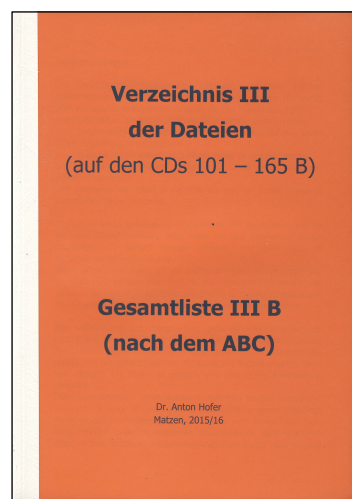 Verzeichnis III
der Dateien
(auf den CDs 101 – 165 B)
Gesamtliste III B
(nach dem ABC)
Dr. Anton Hofer
Matzen, 2015/16